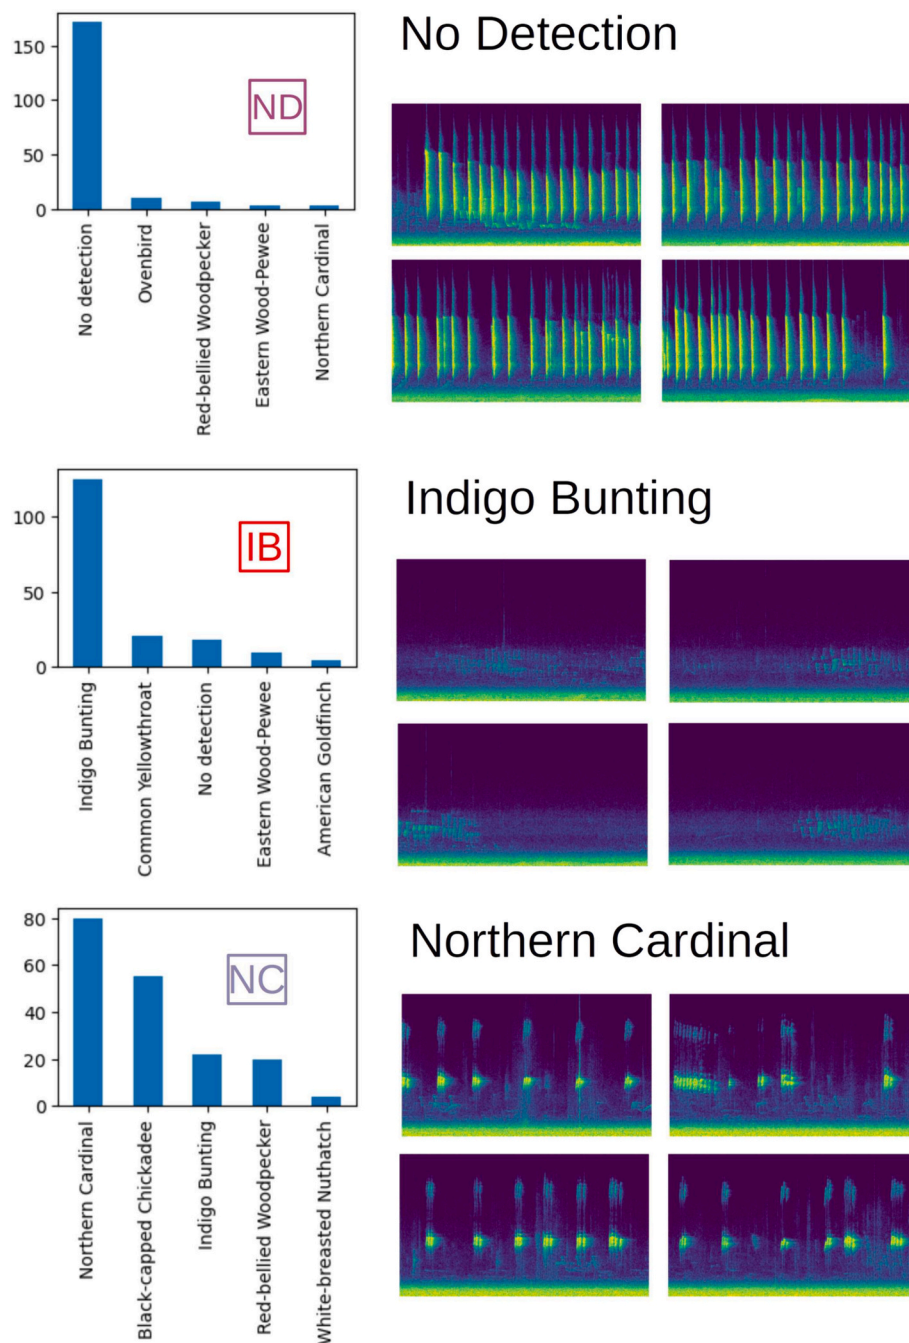 No Detection
150
100
50
0
ND
No detection
Ovenbird
Red-bellied Woodpecker
Eastern Wood-Pewee
Northern Cardinal
Indigo Bunting
100
50
0
IB
Indigo Bunting
Common Yellowthroat
No detection
Eastern Wood-Pewee
American Goldfinch
Northern Cardinal
80
60
40
20
0
NC
Northern Cardinal
Black-capped Chickadee
Indigo Bunting
Red-bellied Woodpecker
White-breasted Nuthatch